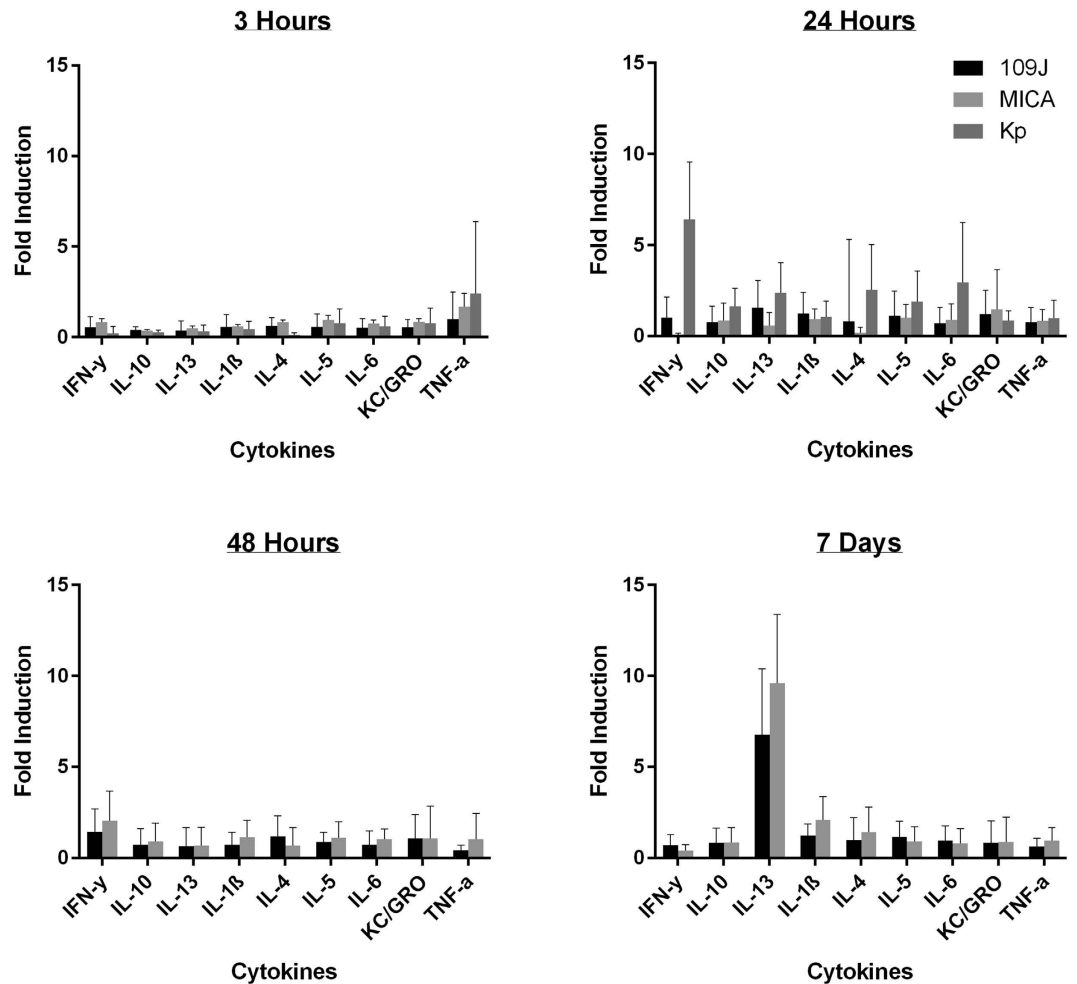 3 Hours
15
10
5
0
Fold Induction
IFN-y
IL-10
IL-13
IL-1ß
IL-4
IL-5
IL-6
KC/GRO
TNF-a
Cytokines
24 Hours
15
10
5
0
Fold Induction
109J
MICA
Kp
IFN-y
IL-10
IL-13
IL-1ß
IL-4
IL-5
IL-6
KC/GRO
TNF-a
Cytokines
48 Hours
15
10
5
0
Fold Induction
IFN-y
IL-10
IL-13
IL-1ß
IL-4
IL-5
IL-6
KC/GRO
TNF-a
Cytokines
7 Days
15
10
5
0
Fold Induction
IFN-y
IL-10
IL-13
IL-1ß
IL-4
IL-5
IL-6
KC/GRO
TNF-a
Cytokines